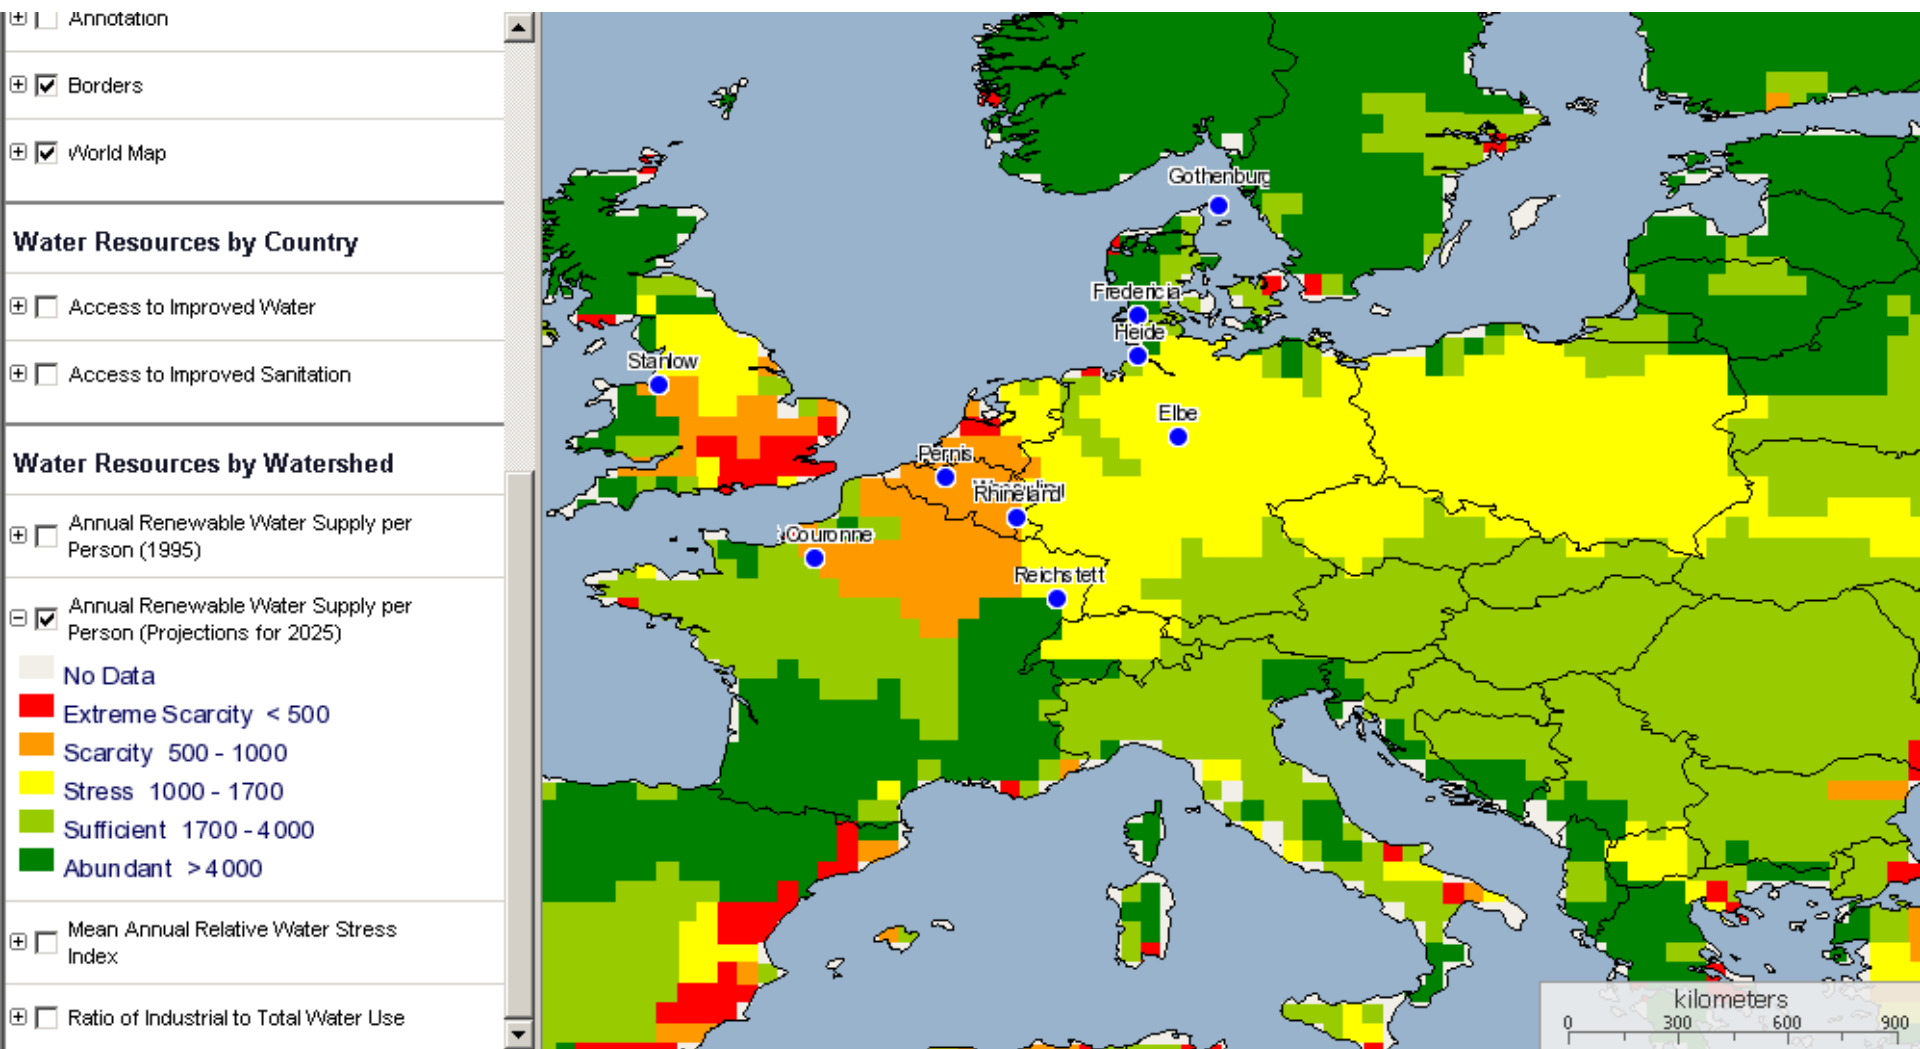 Annotation
Borders
World Map
Water Resources by Country
Access to Improved Water
Access to Improved Sanitation
Water Resources by Watershed
Annual Renewable Water Supply per
Person (1995)
Annual Renewable Water Supply per
Person (Projections for 2025)
No Data
Extreme Scarcity < 500
Scarcity 500 - 1000
Stress 1000 - 1700
Sufficient 1700 - 4000
Abundant > 4000
Mean Annual Relative Water Stress
Index
Ratio of Industrial to Total Water Use
Gothenburg
Fredericia
Heide
Stanlow
Elbe
Pernis
Rhineland
Couronne
Reichstett
kilometers
0 300 600 900